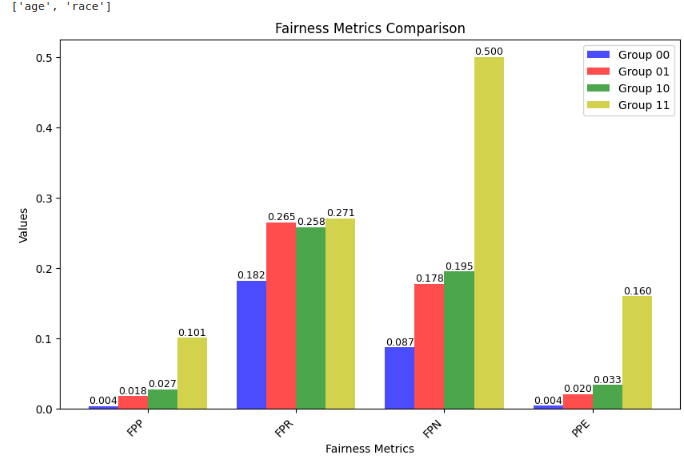 ['age', 'race']
Fairness Metrics Comparison
Group 00
Group 01
Group 10
Group 11
Values
0.5
0.4
0.3
0.2
0.1
0.0
0.004
0.018
0.027
0.101
0.182
0.265
0.258
0.271
0.087
0.178
0.195
0.500
0.004
0.020
0.033
0.160
FPP
FPR
FPN
PPE
Fairness Metrics